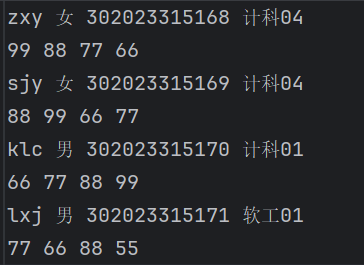 zxy 女 302023315168 计科04
99 88 77 66
sjy 女 302023315169 计科04
88 99 66 77
klc 男 302023315170 计科01
66 77 88 99
lxj 男 302023315171 软工01
77 66 88 55